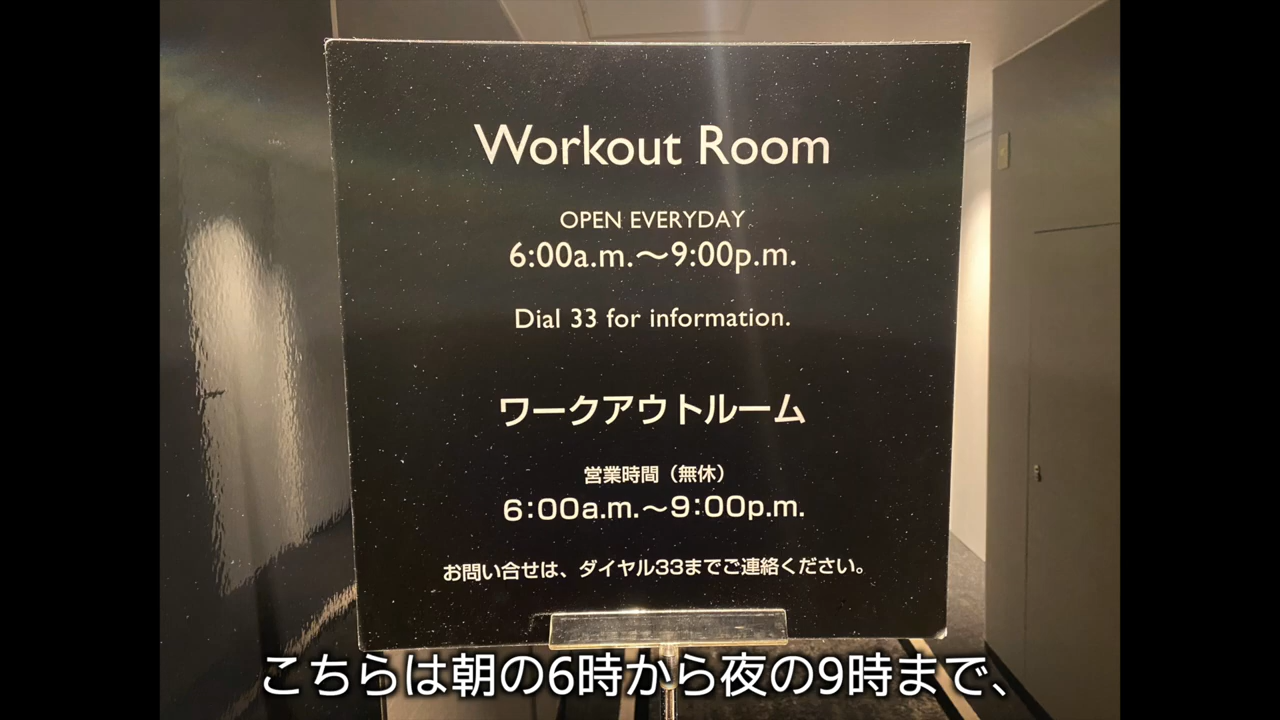 Workout Room
OPEN EVERYDAY
6:00a.m.〜9:00p.m.
Dial 33 for information.
ワークアウトルーム
営業時間（無休）
6:00a.m.〜9:00p.m.
お問い合せは、ダイヤル33までご連絡ください。
こちらは朝の6時から夜の9時まで、